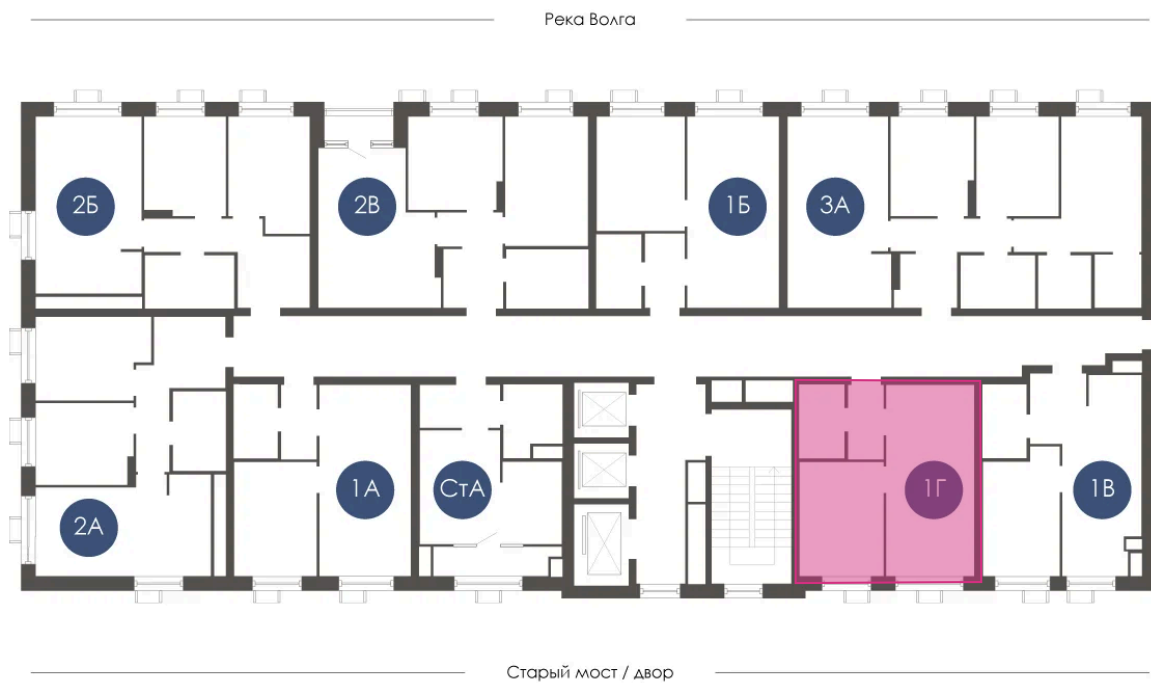 Река Волга
2Б
2В
1Б
3А
2А
1А
СтА
1Г
1В
Старый мост / двор